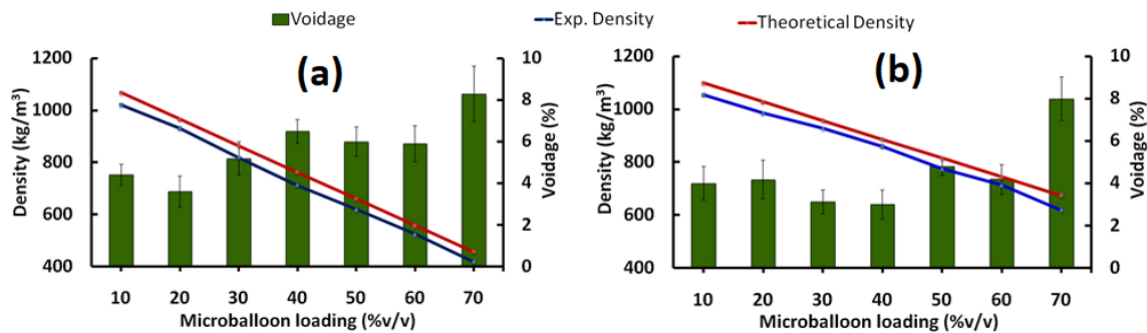 Voidage Exp. Density Theoretical Density
(a)
Density (kg/m³)
1200
1000
800
600
400
10
8
6
4
2
0
Voidage (%)
10 20 30 40 50 60 70
Microballoon loading (%v/v)
(b)
Density (kg/m³)
1200
1000
800
600
400
10
8
6
4
2
0
Voidage (%)
10 20 30 40 50 60 70
Microballoon loading (%v/v)